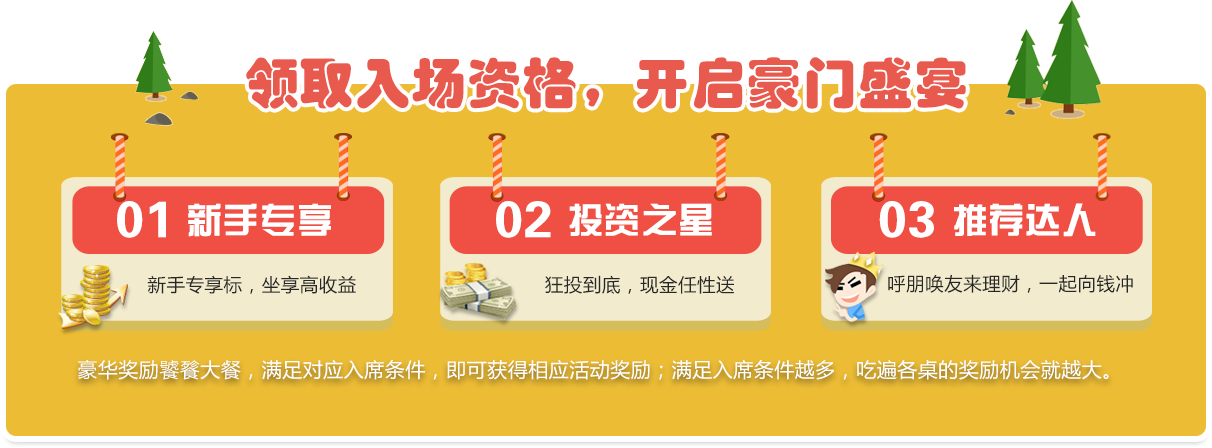 领取入场资格，开启豪门盛宴
01 新手专享
新手专享标，坐享高收益
02 投资之星
狂投到底，现金任性送
03 推荐达人
呼朋唤友来理财，一起向钱冲
豪华奖励饕餮大餐，满足对应入席条件，即可获得相应活动奖励；满足入席条件越多，吃遍各桌的奖励机会就越大。